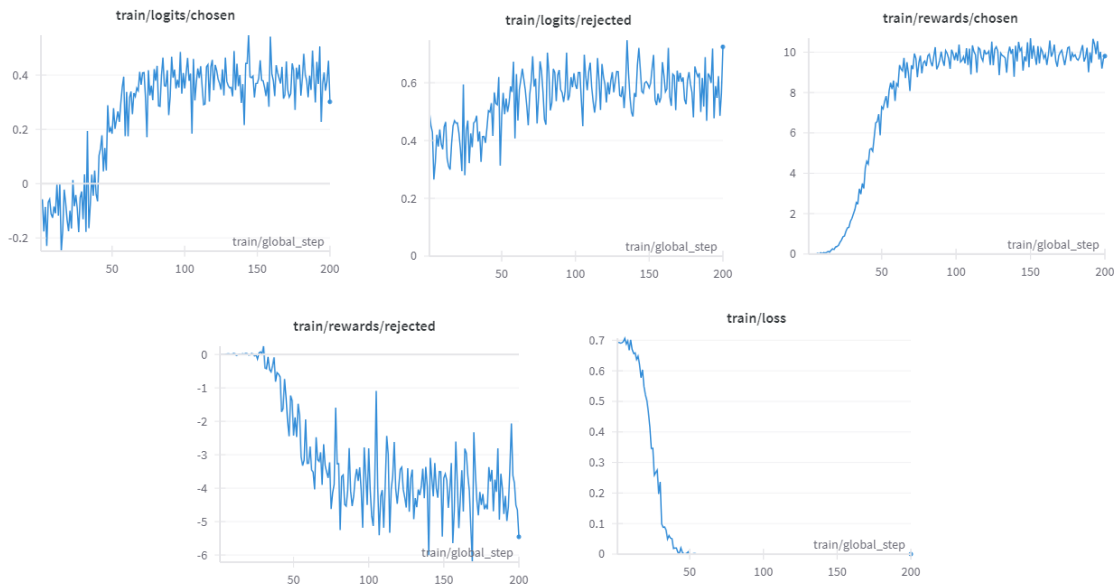 train/logits/chosen
0.4
0.2
0
-0.2
train/global_step
50 100 150 200
train/logits/rejected
0.6
0.4
0.2
0
train/global_step
50 100 150 200
train/rewards/chosen
10
8
6
4
2
0
train/global_step
50 100 150 200
train/rewards/rejected
0
-1
-2
-3
-4
-5
-6
train/global_step
50 100 150 200
train/loss
0.7
0.6
0.5
0.4
0.3
0.2
0.1
0
train/global_step
50 100 150 200